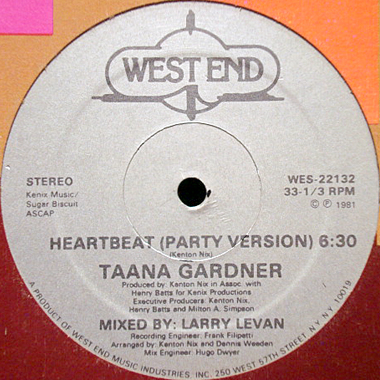 WEST END
STEREO
Kenix Music/
Sugar Biscuit
ASCAP
WES-22132
33-1/3 RPM
© ℗ 1981
HEARTBEAT (PARTY VERSION) 6:30
(Kenton Nix)
TAANA GARDNER
Produced by: Kenton Nix in Assoc. with
Henry Batts for Kenix Productions
Executive Producers: Kenton Nix,
Henry Batts and Milton A. Simpson
MIXED BY: LARRY LEVAN
Recording Engineer: Frank Filipetti
Arranged by: Kenton Nix and Dennis Weeden
Mix Engineer: Hugo Dwyer
A PRODUCT OF WEST END MUSIC INDUSTRIES, INC. 250 WEST 57TH STREET, N.Y. N.Y. 10019